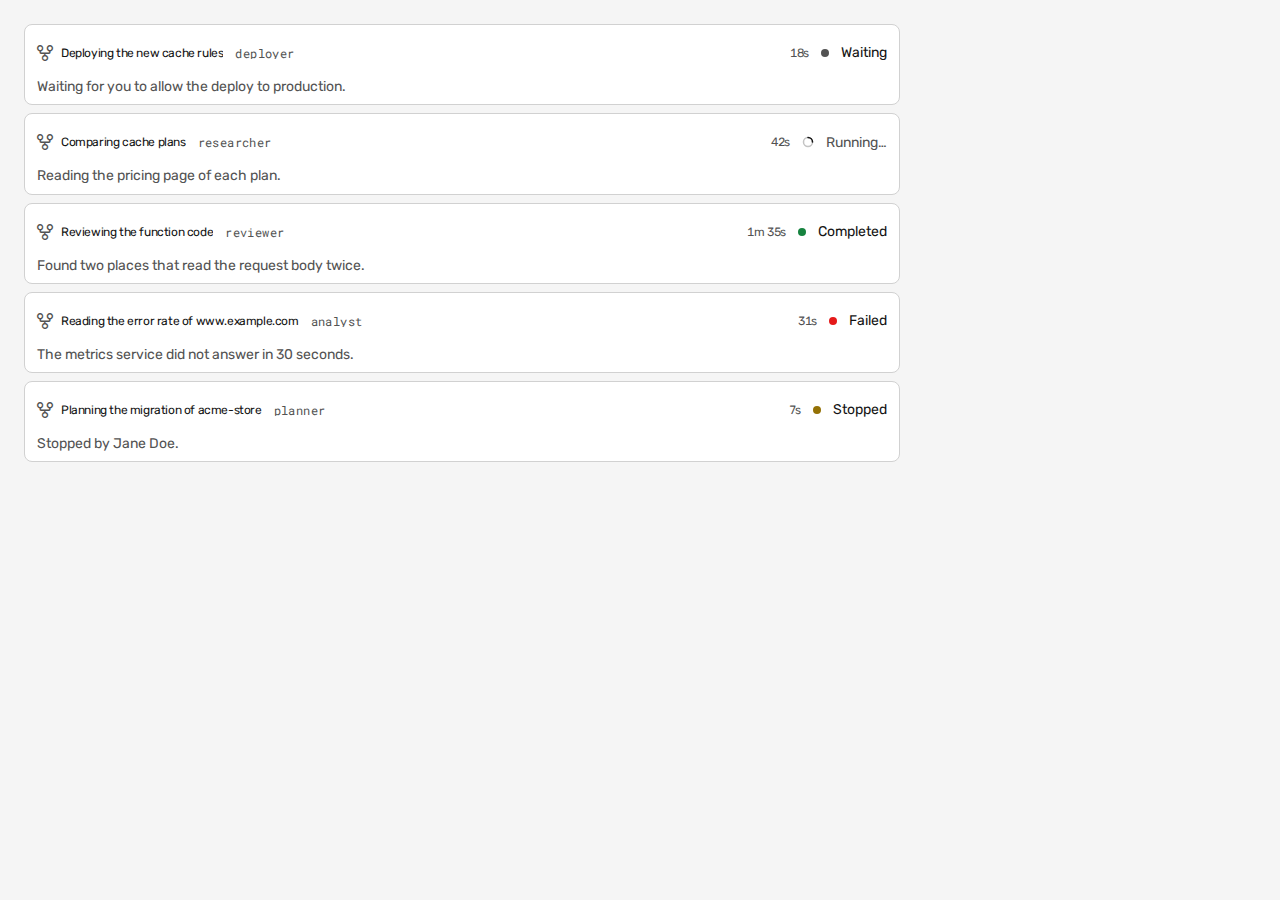 Deploying the new cache rules deployer 18s Waiting
Waiting for you to allow the deploy to production.
Comparing cache plans researcher 42s Running…
Reading the pricing page of each plan.
Reviewing the function code reviewer 1m 35s Completed
Found two places that read the request body twice.
Reading the error rate of www.example.com analyst 31s Failed
The metrics service did not answer in 30 seconds.
Planning the migration of acme-store planner 7s Stopped
Stopped by Jane Doe.